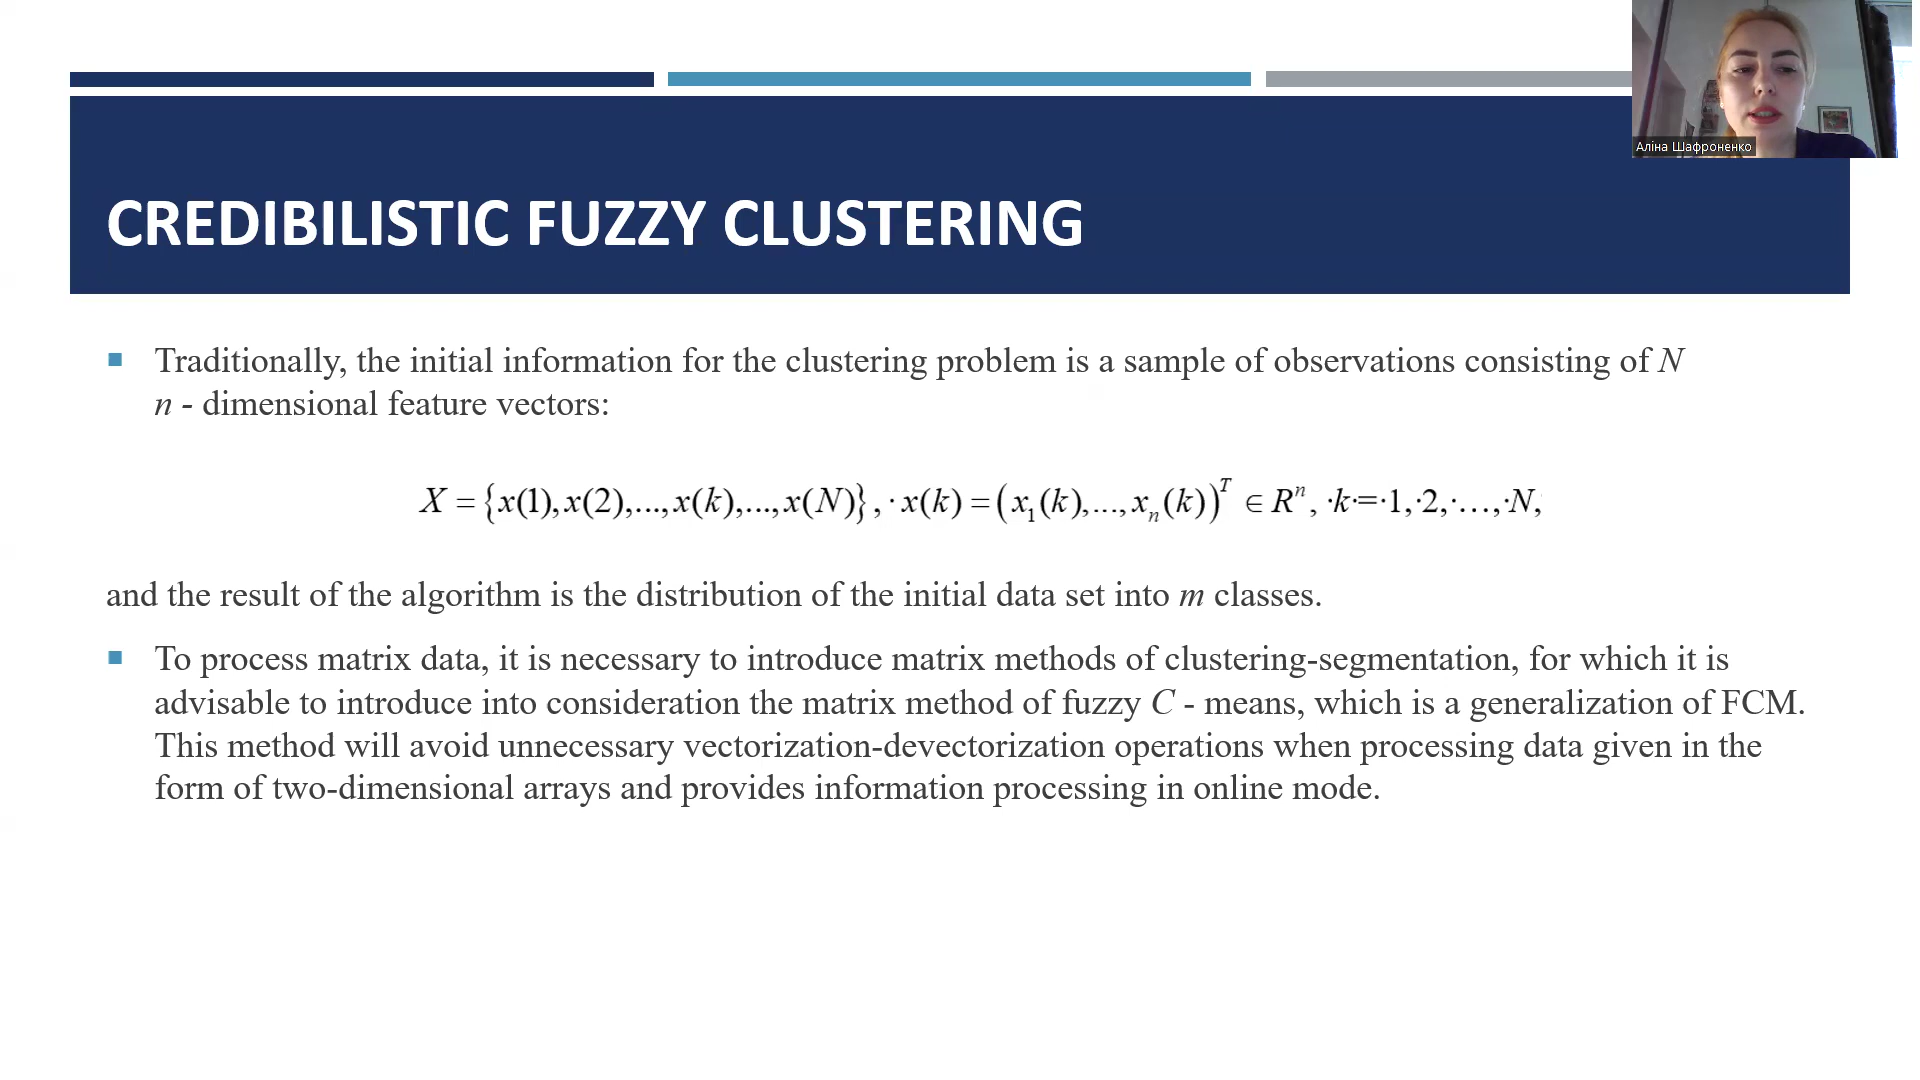 Аліна Шафроненко
CREDIBILISTIC FUZZY CLUSTERING
Traditionally, the initial information for the clustering problem is a sample of observations consisting of N
n - dimensional feature vectors:
X = {x(1), x(2),..., x(k),..., x(N)}, · x(k) = (x₁(k),..., xₙ(k))ᵀ ∈ Rⁿ, ·k·=·1,·2,·…,·N,
and the result of the algorithm is the distribution of the initial data set into m classes.
To process matrix data, it is necessary to introduce matrix methods of clustering-segmentation, for which it is
advisable to introduce into consideration the matrix method of fuzzy C - means, which is a generalization of FCM.
This method will avoid unnecessary vectorization-devectorization operations when processing data given in the
form of two-dimensional arrays and provides information processing in online mode.